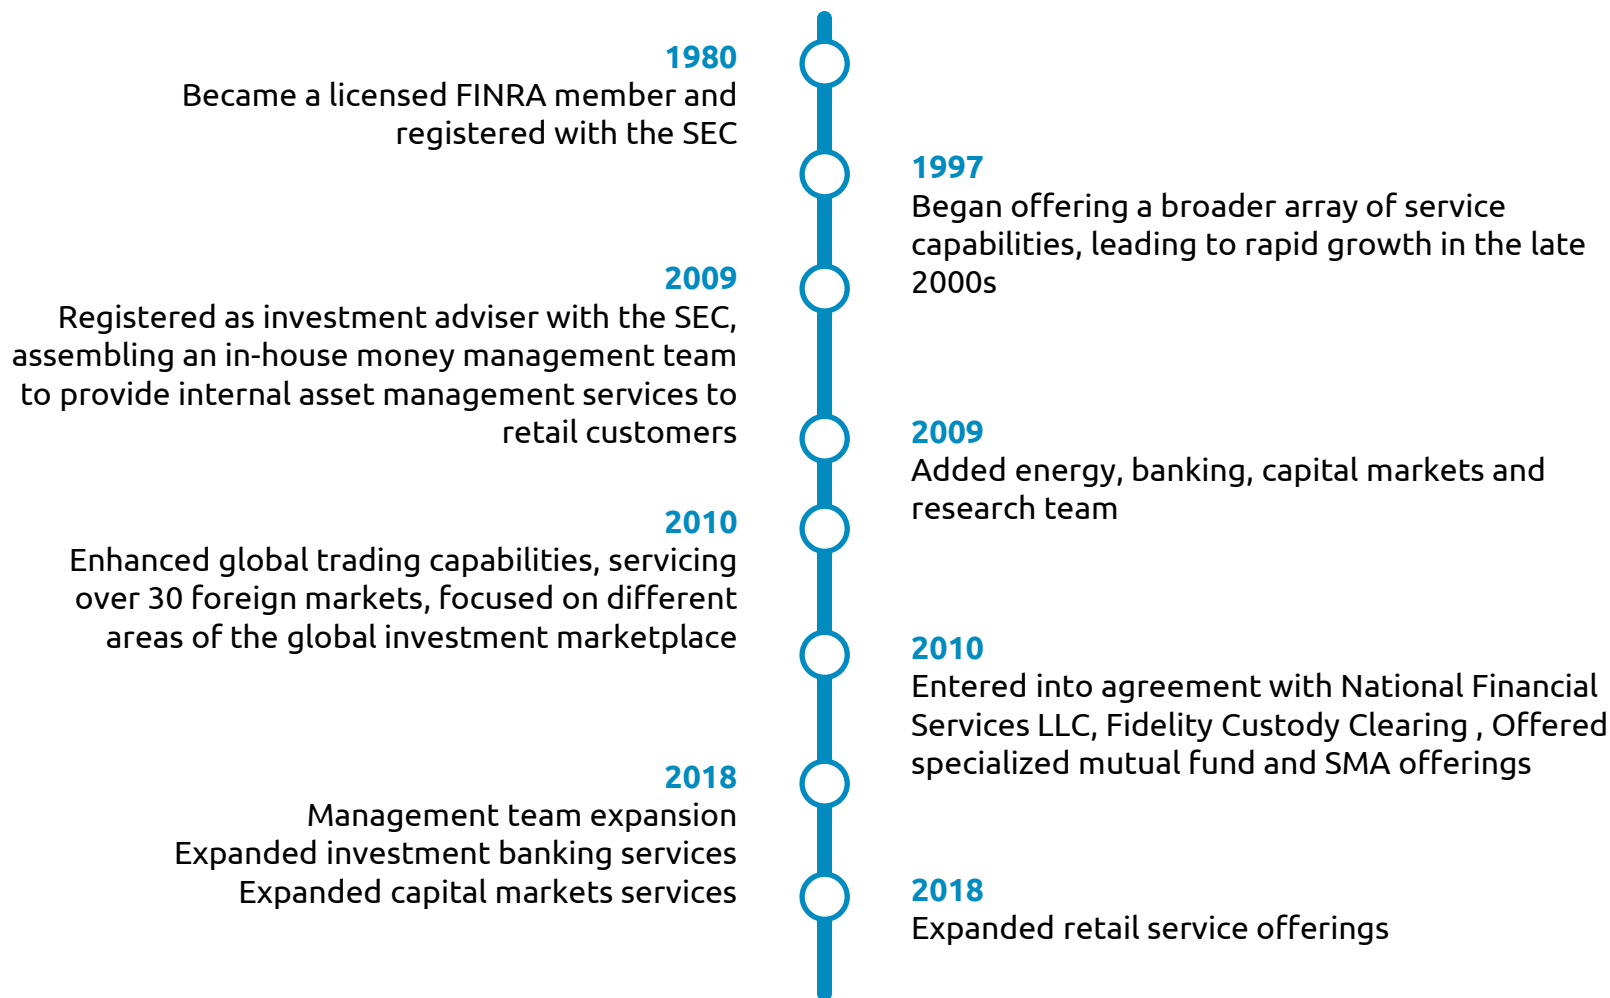 1980
Became a licensed FINRA member and
registered with the SEC
1997
Began offering a broader array of service
capabilities, leading to rapid growth in the late
2000s
2009
Registered as investment adviser with the SEC,
assembling an in-house money management team
to provide internal asset management services to
retail customers
2009
Added energy, banking, capital markets and
research team
2010
Enhanced global trading capabilities, servicing
over 30 foreign markets, focused on different
areas of the global investment marketplace
2010
Entered into agreement with National Financial
Services LLC, Fidelity Custody Clearing , Offered
specialized mutual fund and SMA offerings
2018
Management team expansion
Expanded investment banking services
Expanded capital markets services
2018
Expanded retail service offerings